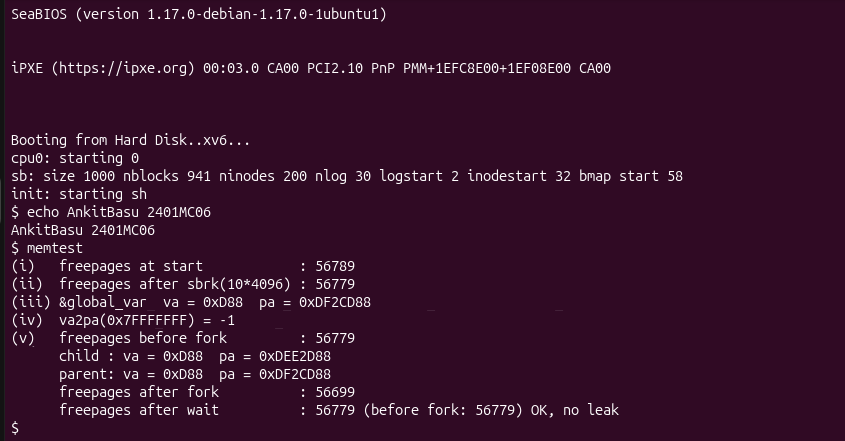 SeaBIOS (version 1.17.0-debian-1.17.0-1ubuntu1)
iPXE (https://ipxe.org) 00:03.0 CA00 PCI2.10 PnP PMM+1EFC8E00+1EF08E00 CA00
Booting from Hard Disk..xv6...
cpu0: starting 0
sb: size 1000 nblocks 941 ninodes 200 nlog 30 logstart 2 inodestart 32 bmap start 58
init: starting sh
$ echo AnkitBasu 2401MC06
AnkitBasu 2401MC06
$ memtest
(i)   freepages at start            : 56789
(ii)  freepages after sbrk(10*4096) : 56779
(iii) &global_var  va = 0xD88  pa = 0xDF2CD88
(iv)  va2pa(0x7FFFFFFF) = -1
(v)   freepages before fork         : 56779
      child : va = 0xD88  pa = 0xDEE2D88
      parent: va = 0xD88  pa = 0xDF2CD88
      freepages after fork          : 56699
      freepages after wait          : 56779 (before fork: 56779) OK, no leak
$